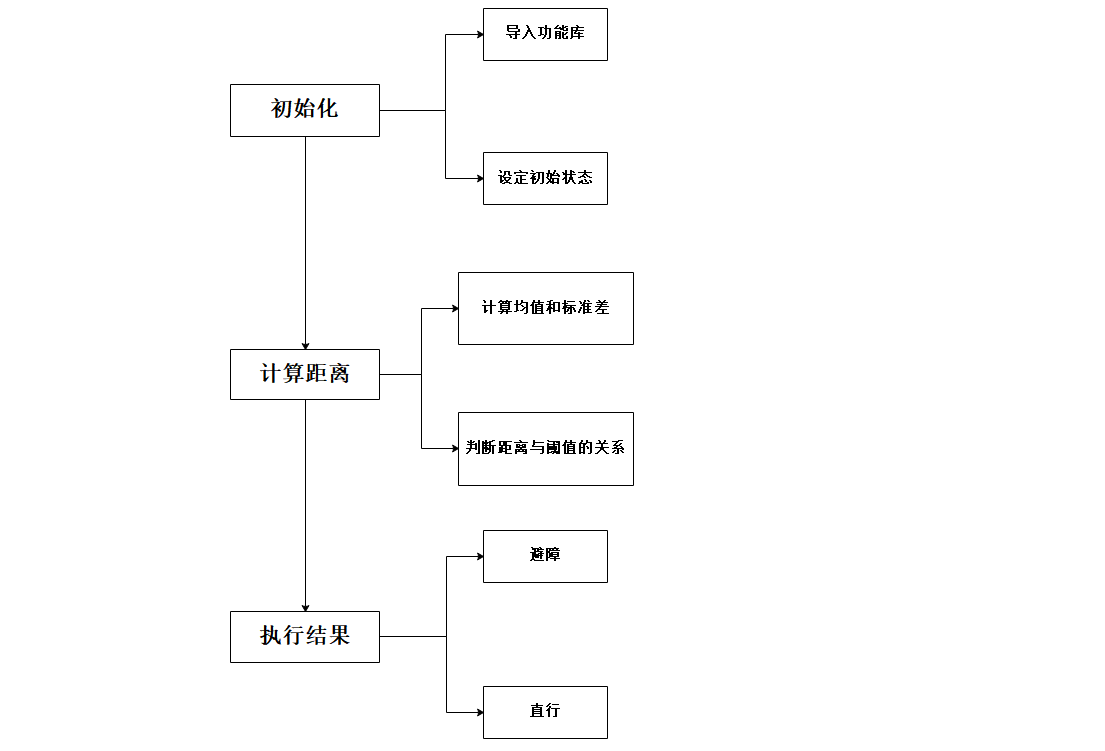 导入功能库
初始化
设定初始状态
计算均值和标准差
计算距离
判断距离与阈值的关系
避障
执行结果
直行